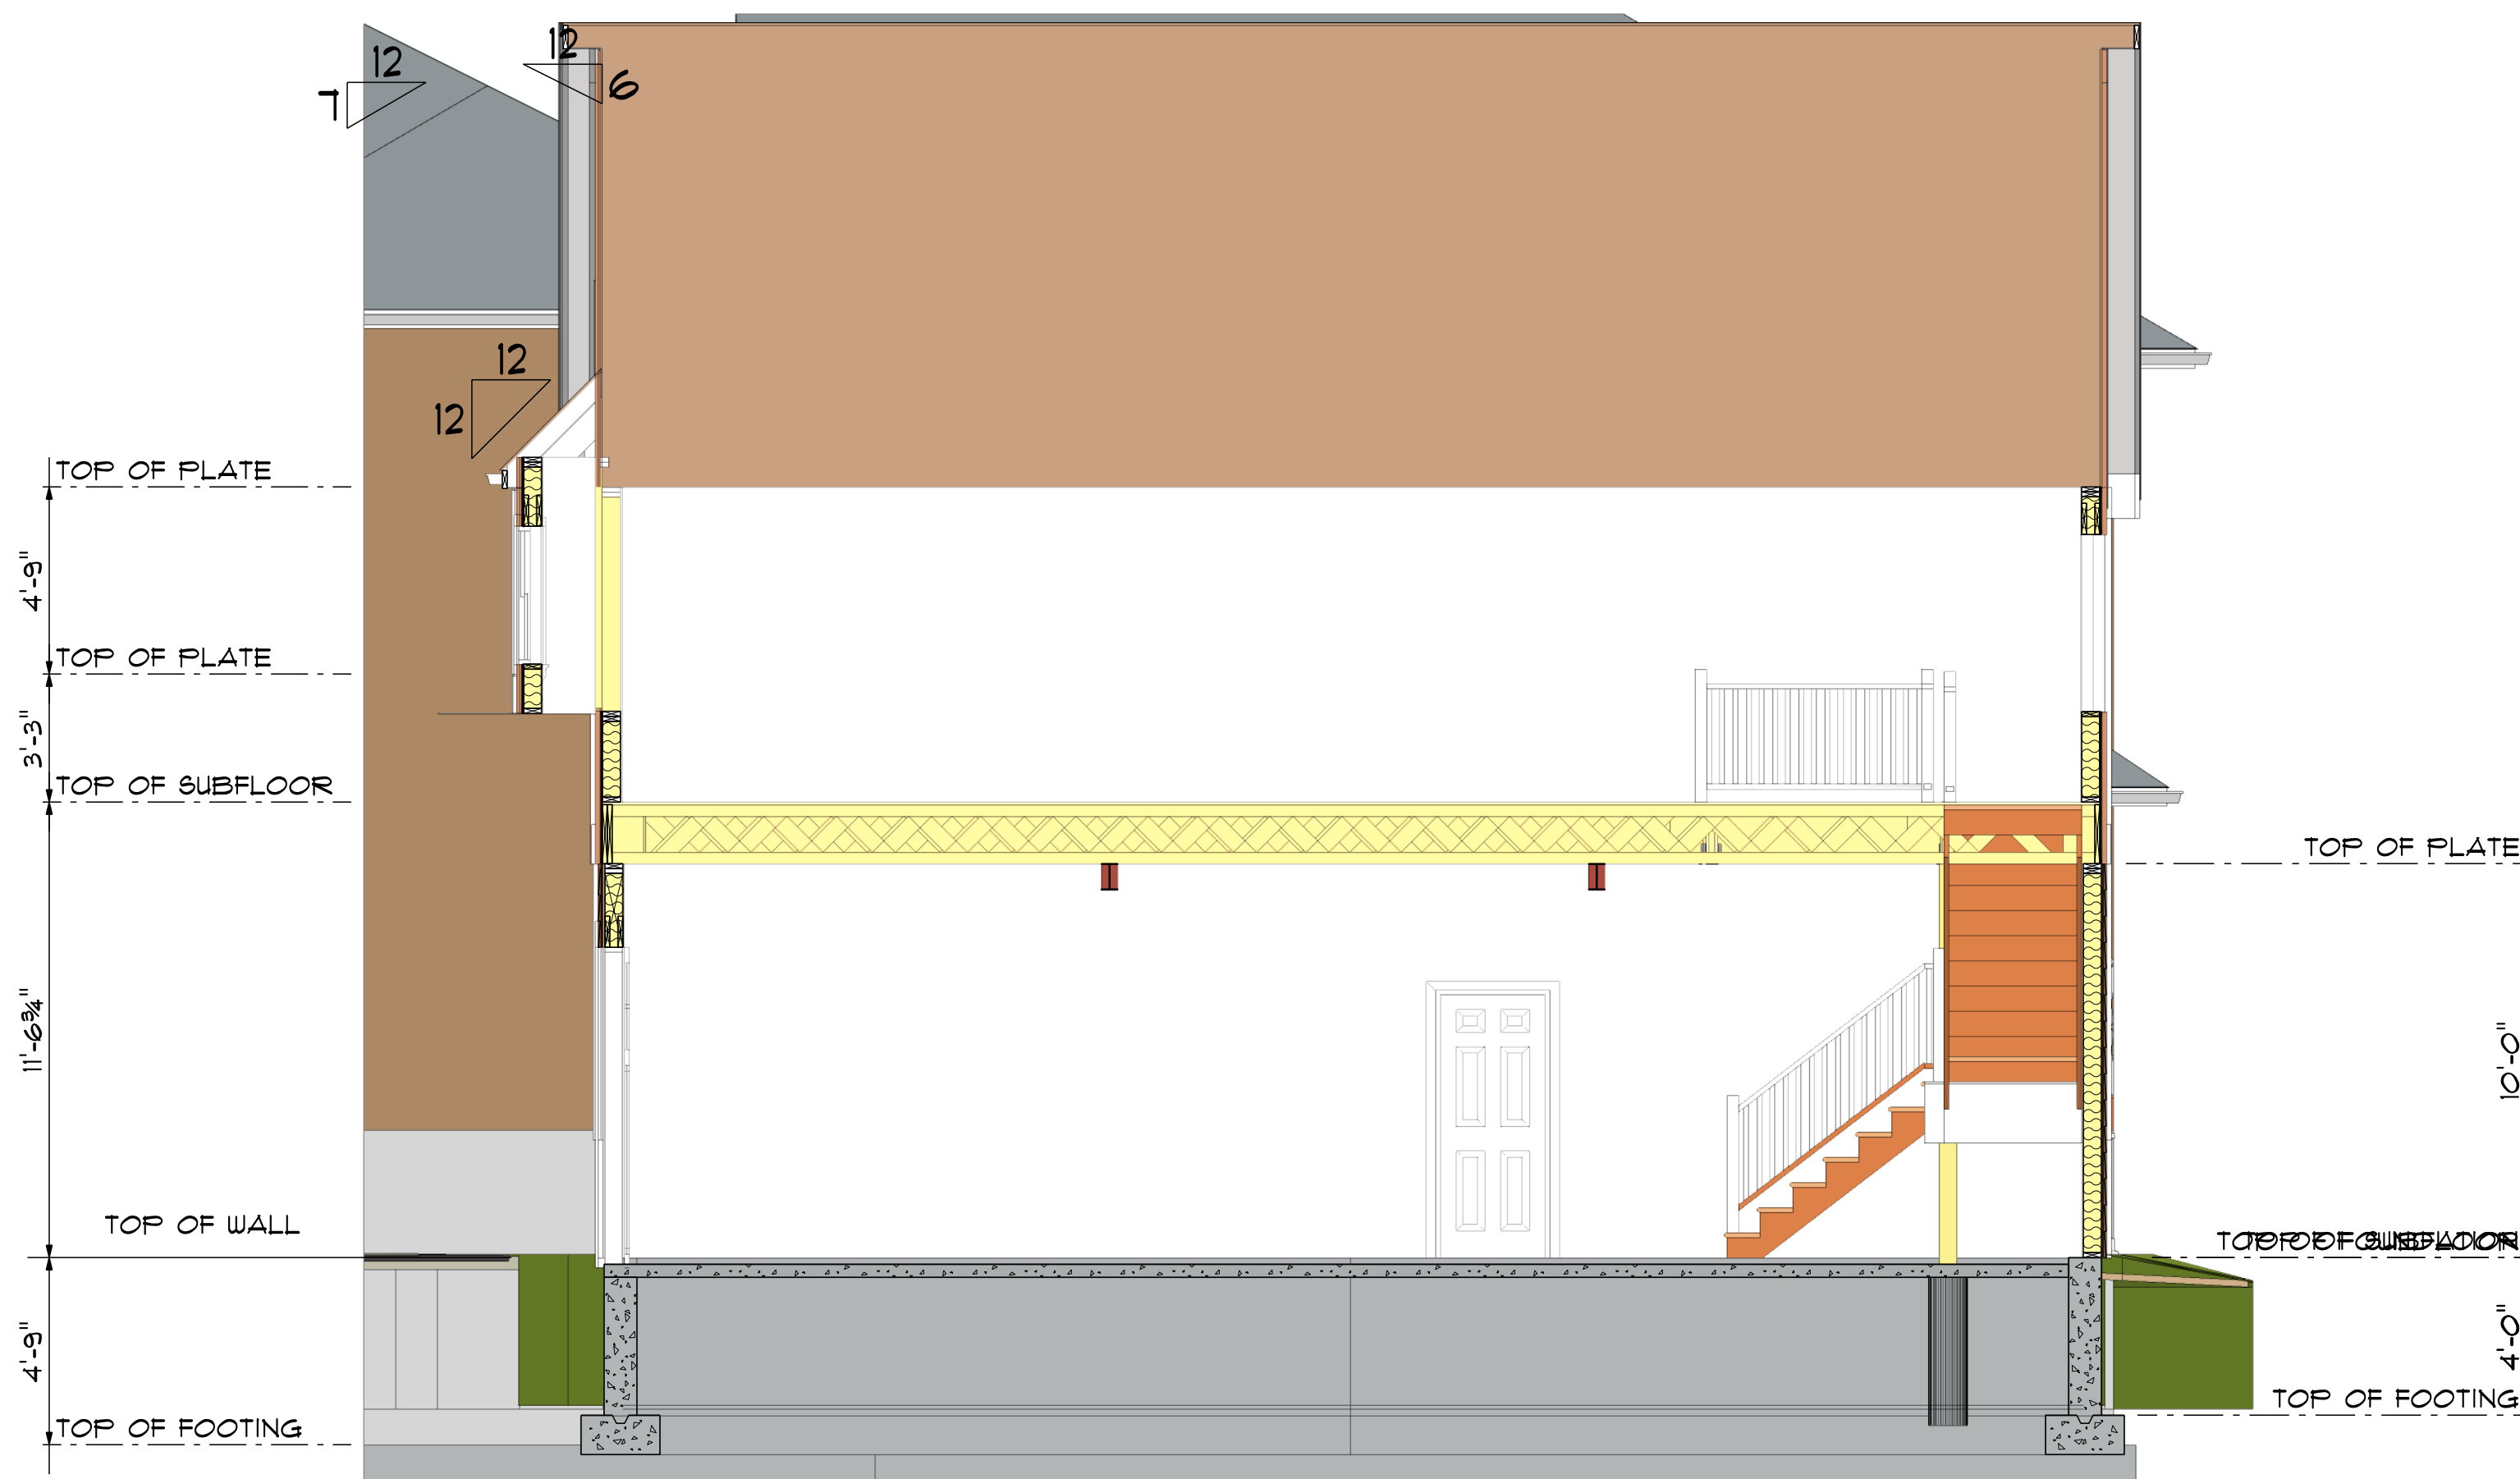 12
7
12
6
12
12
TOP OF PLATE
4'-9"
TOP OF PLATE
3'-3"
TOP OF SUBFLOOR
TOP OF PLATE
11'-6¾"
10'-0"
TOP OF WALL
4'-9"
4'-0"
TOP OF FOOTING
TOP OF FOOTING